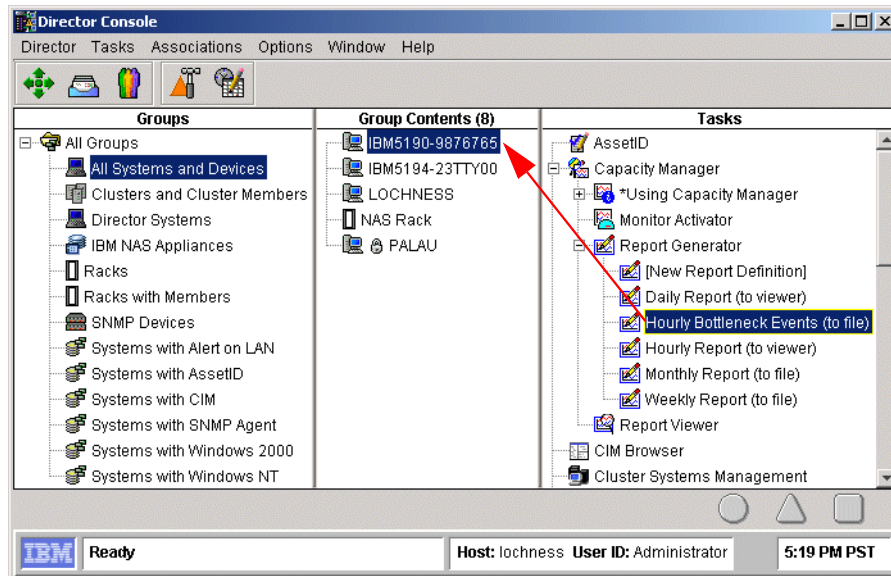 Director Console
Director Tasks Associations Options Window Help
Groups
All Groups
All Systems and Devices
Clusters and Cluster Members
Director Systems
IBM NAS Appliances
Racks
Racks with Members
SNMP Devices
Systems with Alert on LAN
Systems with AssetID
Systems with CIM
Systems with SNMP Agent
Systems with Windows 2000
Systems with Windows NT
Group Contents (8)
IBM5190-9876765
IBM5194-23TTY00
LOCHNESS
NAS Rack
PALAU
Tasks
AssetID
Capacity Manager
*Using Capacity Manager
Monitor Activator
Report Generator
[New Report Definition]
Daily Report (to viewer)
Hourly Bottleneck Events (to file)
Hourly Report (to viewer)
Monthly Report (to file)
Weekly Report (to file)
Report Viewer
CIM Browser
Cluster Systems Management
IBM Ready Host: lochness User ID: Administrator 5:19 PM PST